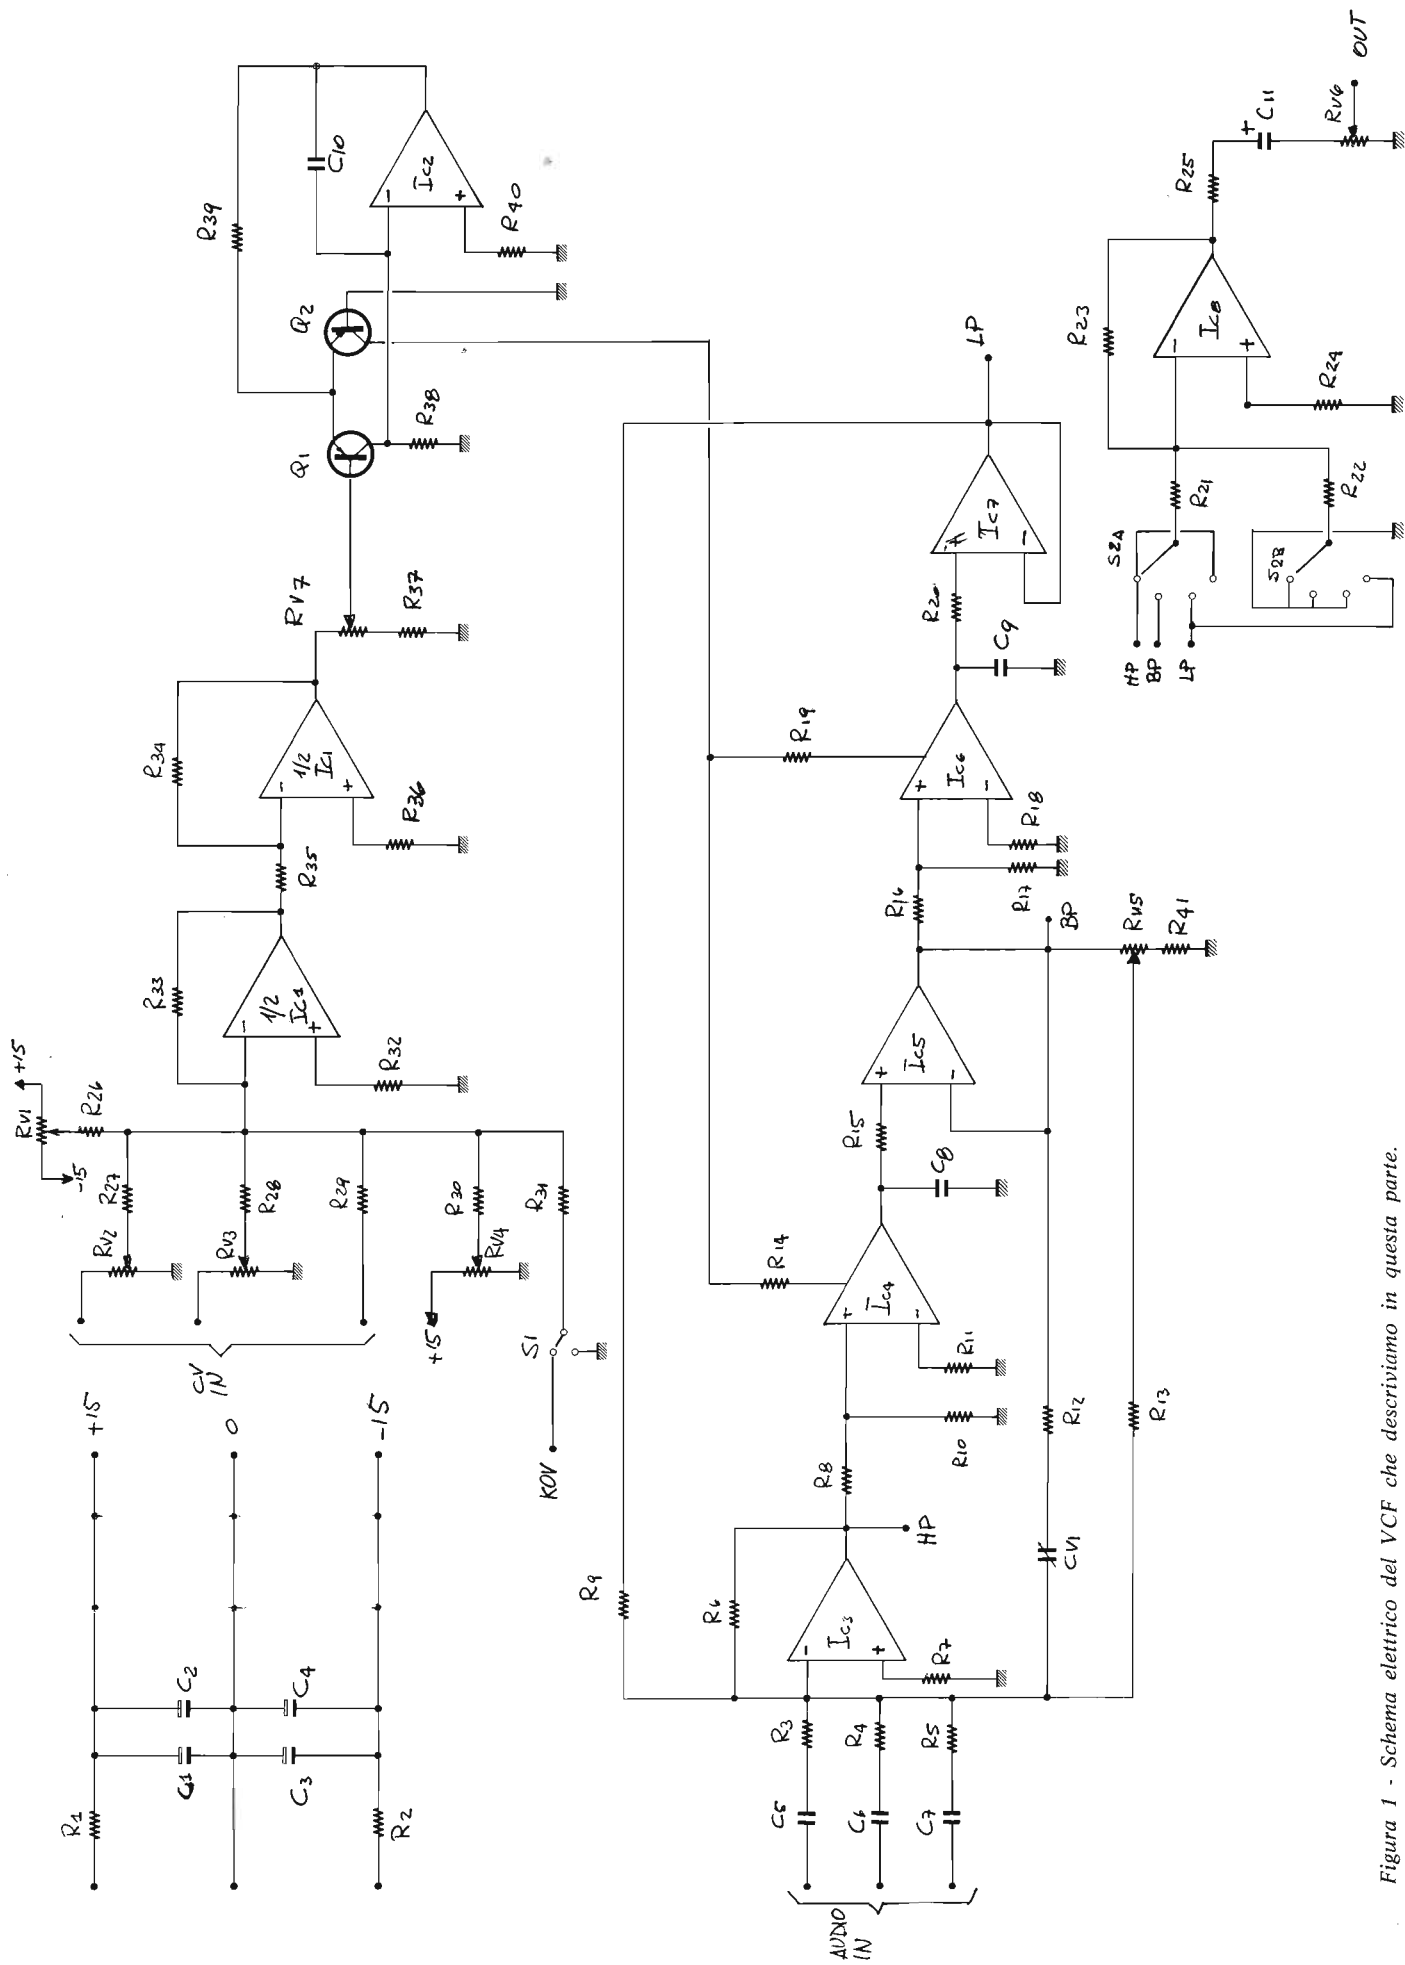 R1
C1
C2
+15
0
C3
C4
R2
-15
CV
IN
RV1
+15
-15
R26
R27
RV2
R28
RV3
R29
R30
RV4
+15
R31
S1
KOV
R33
1/2
IC1
-
+
R32
R35
R34
1/2
IC1
-
+
R36
RV7
R37
Q1
Q2
R38
R39
C10
IC2
-
+
R40
AUDIO
IN
C5
R3
C6
R4
C7
R5
R9
R6
IC3
-
+
R7
HP
R8
R10
R11
IC4
+
-
R14
C8
R15
IC5
+
-
CV1
R12
R13
BP
RV5
R41
R16
R17
R18
IC6
+
-
R19
C9
R20
IC7
+
-
LP
HP
BP
LP
S2A
S2B
R21
R22
R23
IC8
-
+
R24
R25
+
C11
RV6
OUT
Figura 1 - Schema elettrico del VCF che descriviamo in questa parte.